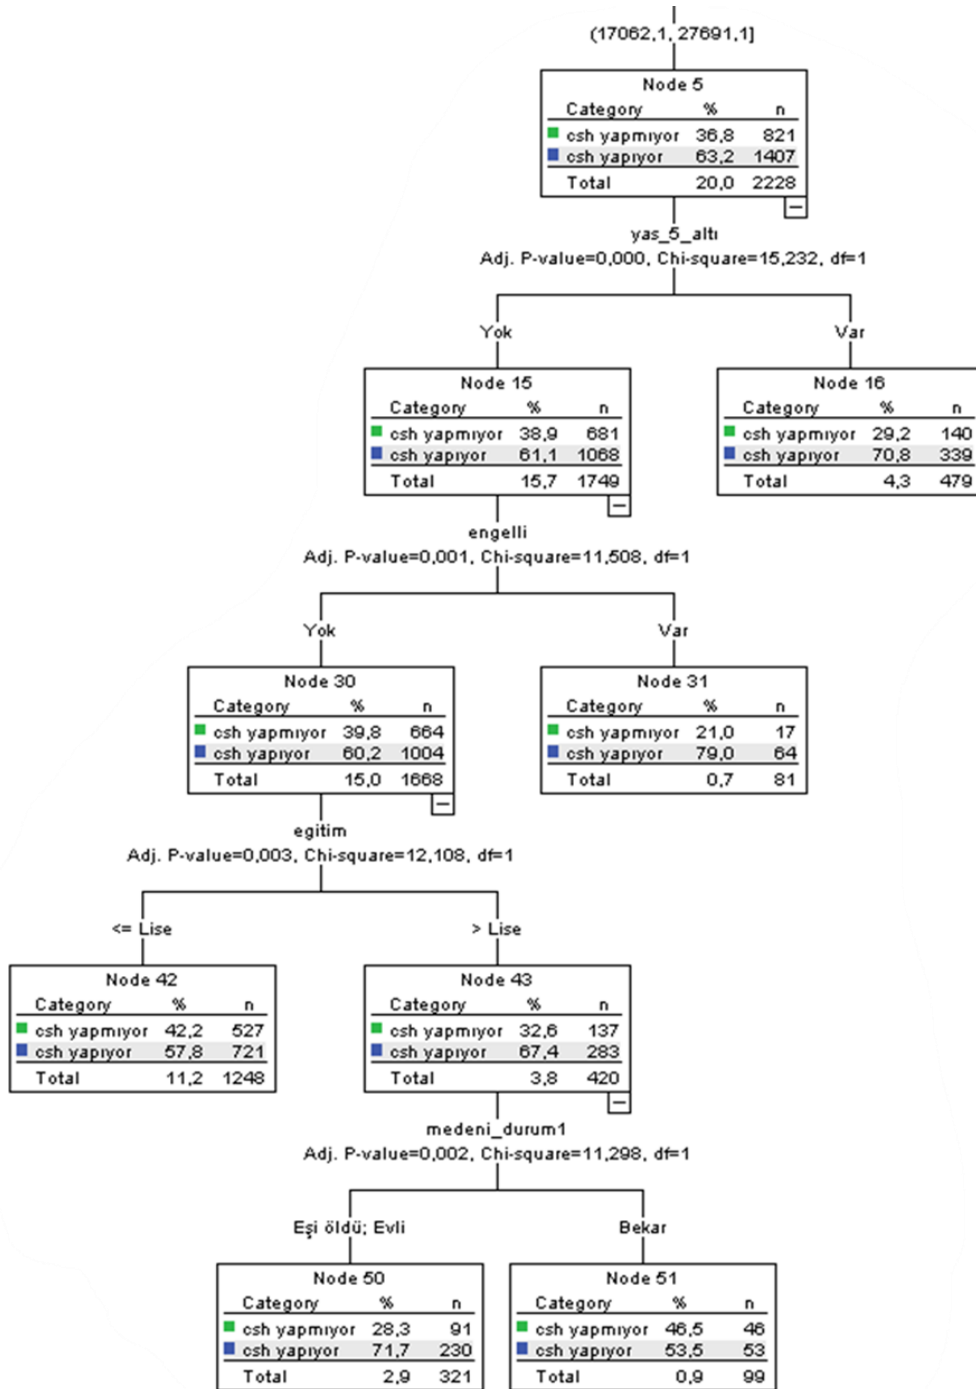 (17062,1, 27691,1]
Node 5
Category % n
csh yapmıyor 36,8 821
csh yapıyor 63,2 1407
Total 20,0 2228
yas_5_altı
Adj. P-value=0,000, Chi-square=15,232, df=1
Yok Var
Node 15
Category % n
csh yapmıyor 38,9 681
csh yapıyor 61,1 1068
Total 15,7 1749
Node 16
Category % n
csh yapmıyor 29,2 140
csh yapıyor 70,8 339
Total 4,3 479
engelli
Adj. P-value=0,001, Chi-square=11,508, df=1
Yok Var
Node 30
Category % n
csh yapmıyor 39,8 664
csh yapıyor 60,2 1004
Total 15,0 1668
Node 31
Category % n
csh yapmıyor 21,0 17
csh yapıyor 79,0 64
Total 0,7 81
egitim
Adj. P-value=0,003, Chi-square=12,108, df=1
<= Lise > Lise
Node 42
Category % n
csh yapmıyor 42,2 527
csh yapıyor 57,8 721
Total 11,2 1248
Node 43
Category % n
csh yapmıyor 32,6 137
csh yapıyor 67,4 283
Total 3,8 420
medeni_durum1
Adj. P-value=0,002, Chi-square=11,298, df=1
Eşi öldü; Evli Bekar
Node 50
Category % n
csh yapmıyor 28,3 91
csh yapıyor 71,7 230
Total 2,9 321
Node 51
Category % n
csh yapmıyor 46,5 46
csh yapıyor 53,5 53
Total 0,9 99